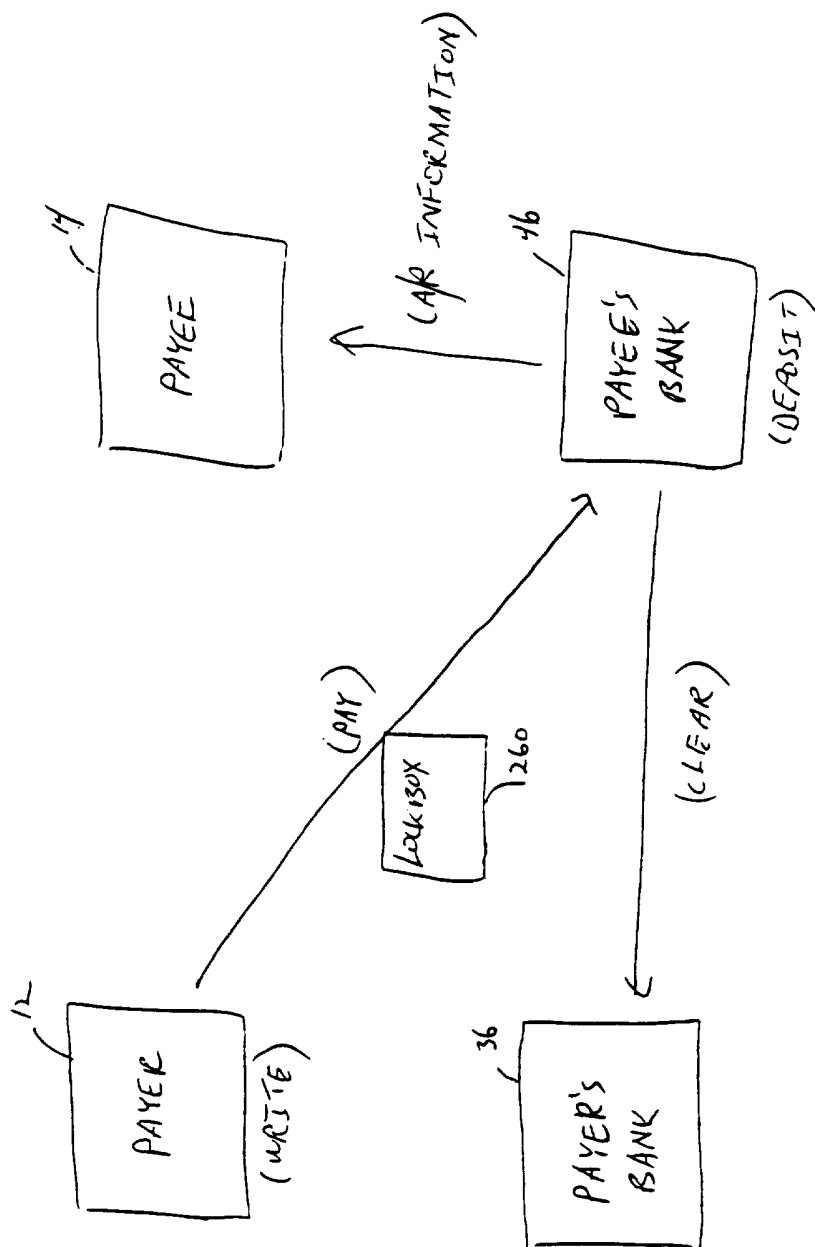 12
PAYER
(WRITE)
14
PAYEE
(PAY)
LOCKBOX
260
(A/R INFORMATION)
36
PAYER'S
BANK
(CLEAR)
46
PAYEE'S
BANK
(DEPOSIT)